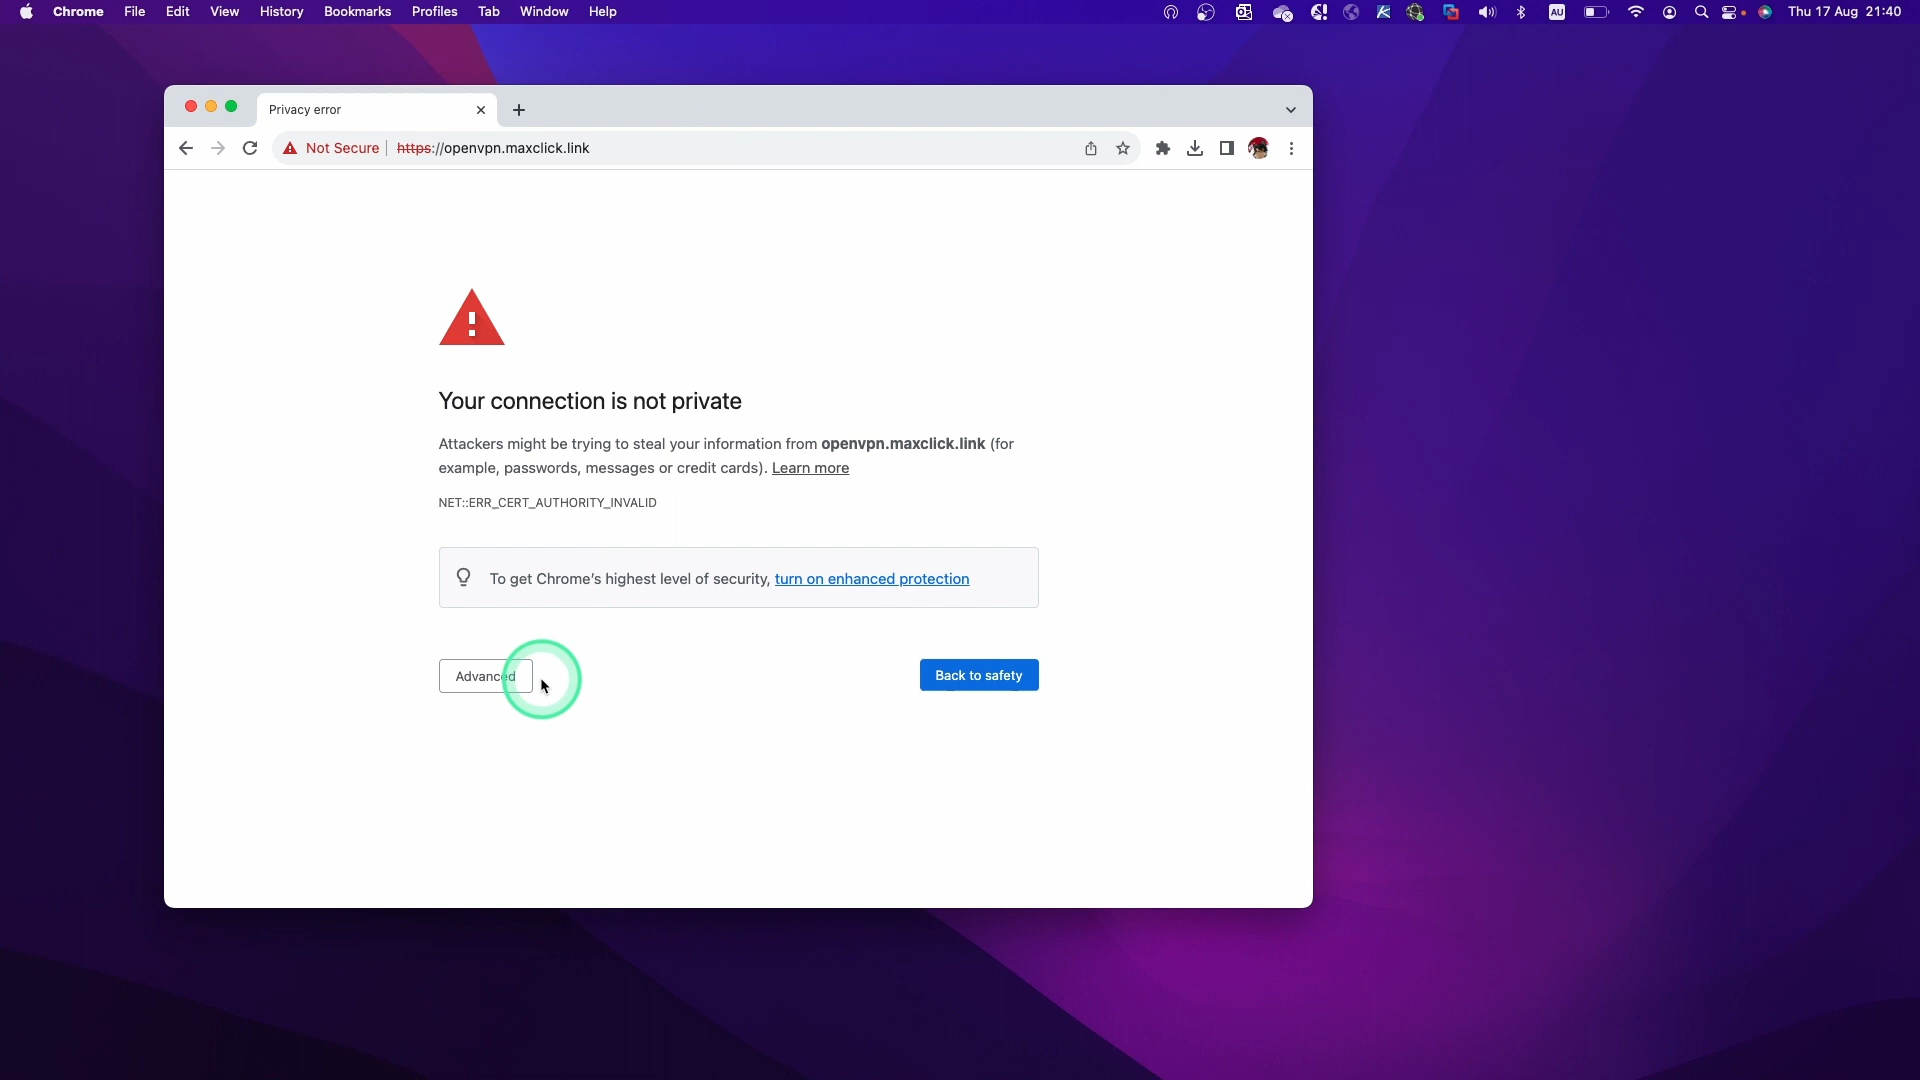 Chrome File Edit View History Bookmarks Profiles Tab Window Help
AU Thu 17 Aug 21:40
Privacy error
Not Secure https://openvpn.maxclick.link
Your connection is not private
Attackers might be trying to steal your information from openvpn.maxclick.link (for
example, passwords, messages or credit cards). Learn more
NET::ERR_CERT_AUTHORITY_INVALID
To get Chrome's highest level of security, turn on enhanced protection
Advanced
Back to safety